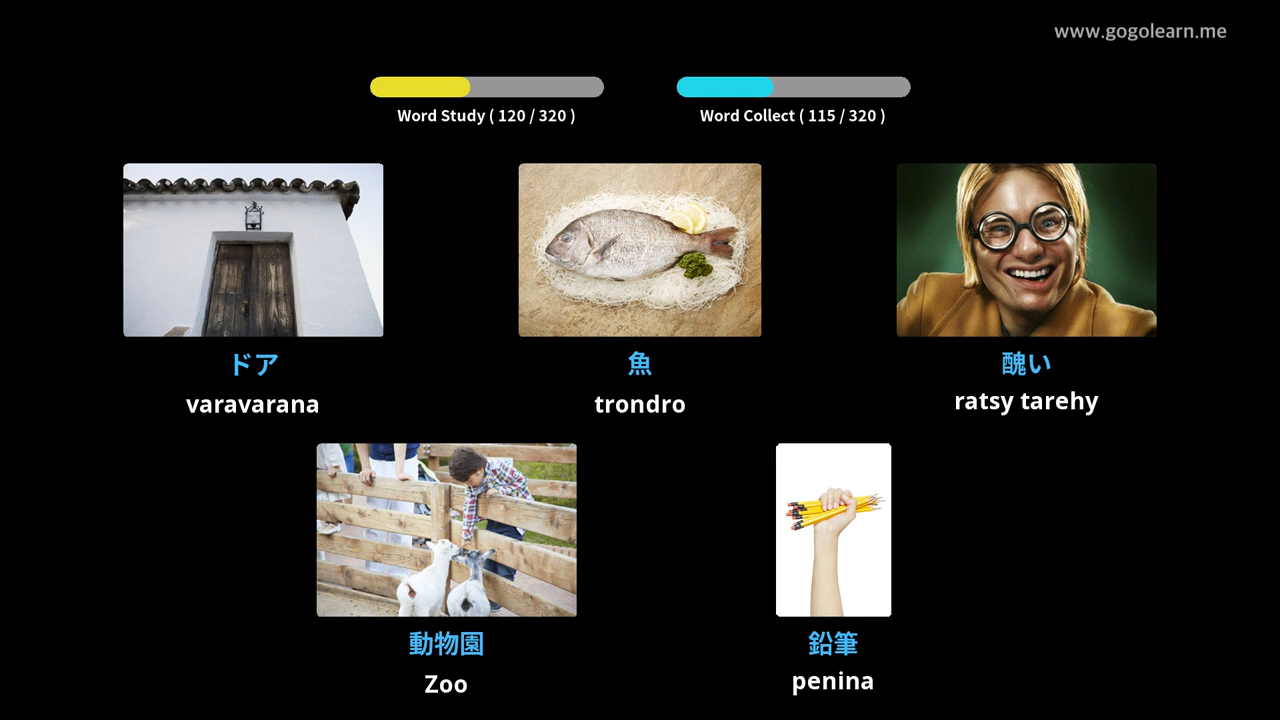 www.gogolearn.me
Word Study ( 120 / 320 )
Word Collect ( 115 / 320 )
ドア
varavarana
魚
trondro
醜い
ratsy tarehy
動物園
Zoo
鉛筆
penina